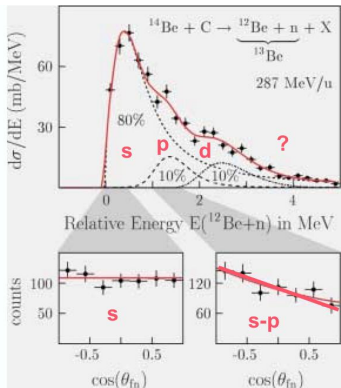 ¹⁴Be + C → ¹²Be + n + X
¹³Be
287 MeV/u
dσ/dE (mb/MeV)
75
60
30
80%
s
p
d
?
10%
10%
0
2
4
Relative Energy E(¹²Be+n) in MeV
counts
100
50
s
-0.5
0.5
cos(θfn)
120
60
s-p
-0.5
0.5
cos(θfn)